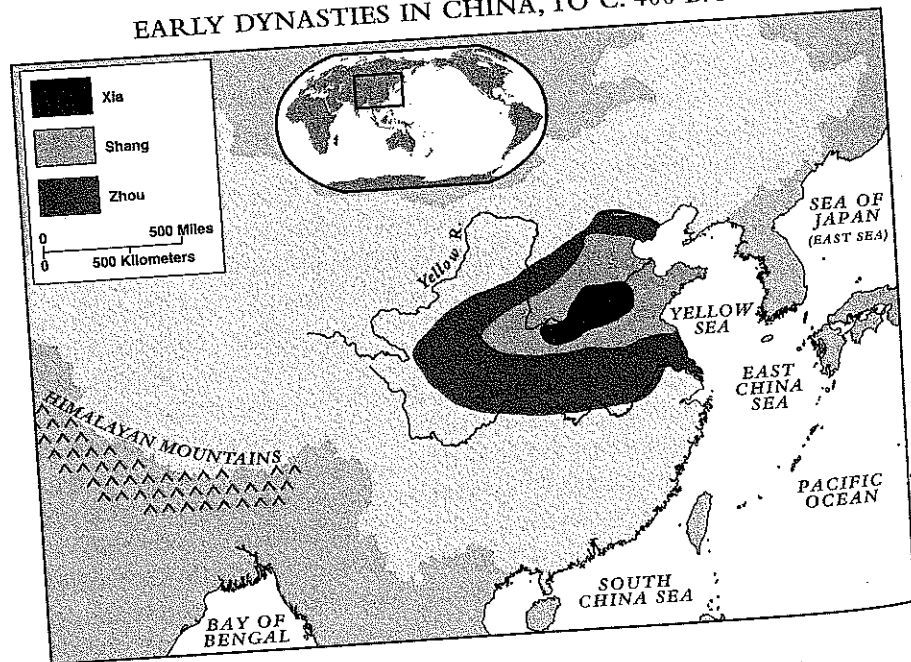 EARLY DYNASTIES IN CHINA, TO C. 400 B.
Xia
Shang
Zhou
0 500 Miles
0 500 Kilometers
Yellow R.
SEA OF
JAPAN
(EAST SEA)
YELLOW
SEA
EAST
CHINA
SEA
HIMALAYAN MOUNTAINS
PACIFIC
OCEAN
SOUTH
CHINA SEA
BAY OF
BENGAL